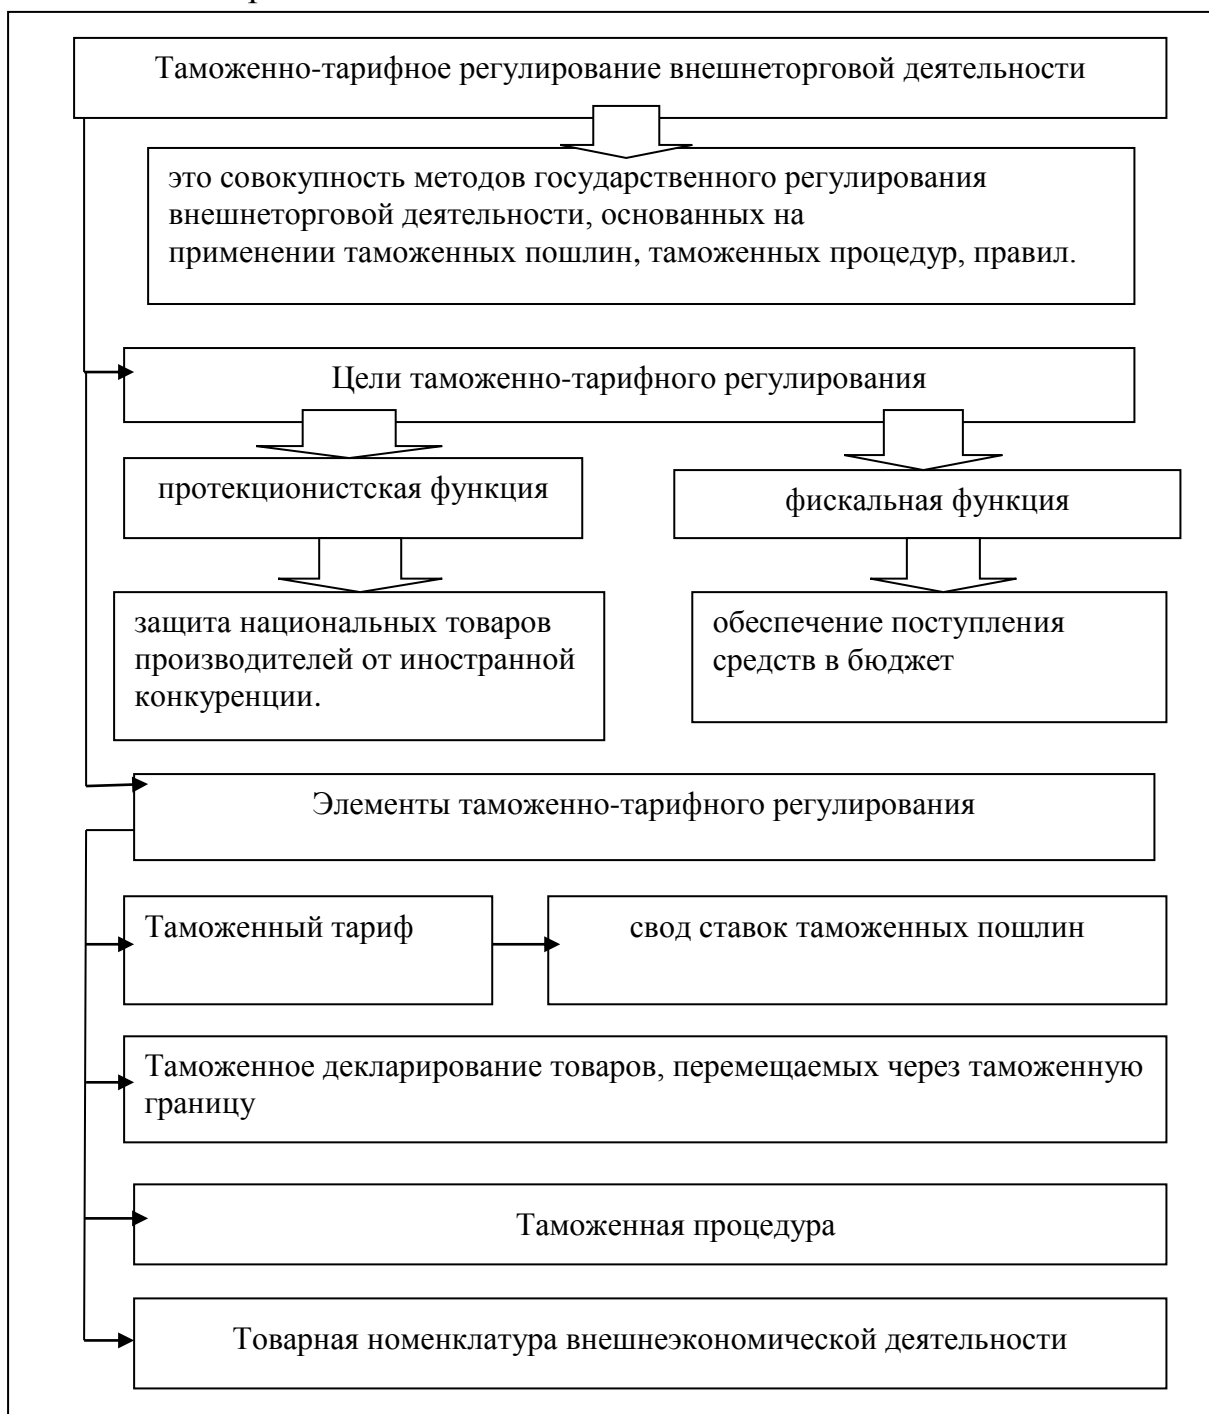 Таможенно-тарифное регулирование внешнеторговой деятельности
это совокупность методов государственного регулирования
внешнеторговой деятельности, основанных на
применении таможенных пошлин, таможенных процедур, правил.
Цели таможенно-тарифного регулирования
протекционистская функция
фискальная функция
защита национальных товаров
производителей от иностранной
конкуренции.
обеспечение поступления
средств в бюджет
Элементы таможенно-тарифного регулирования
Таможенный тариф
свод ставок таможенных пошлин
Таможенное декларирование товаров, перемещаемых через таможенную
границу
Таможенная процедура
Товарная номенклатура внешнеэкономической деятельности